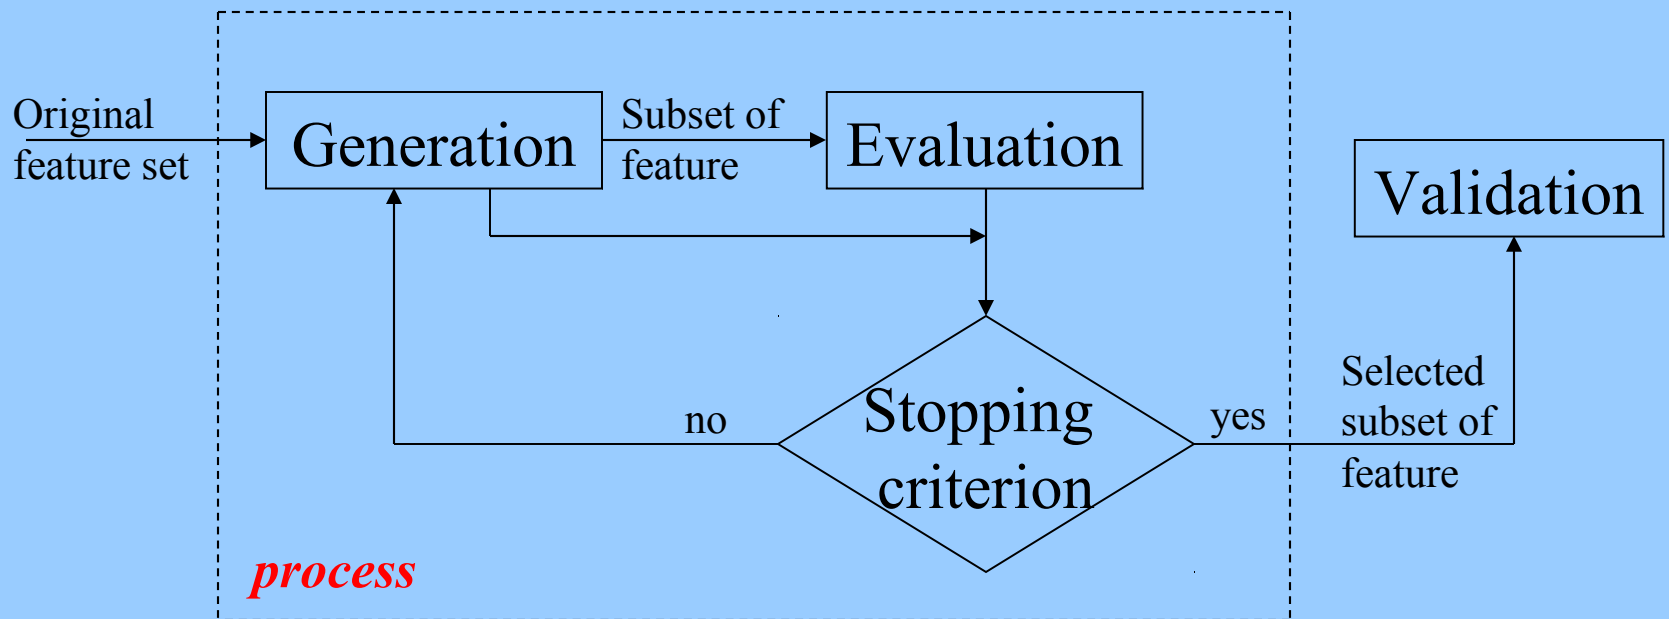 Original
feature set
Generation
Subset of
feature
Evaluation
Validation
Stopping
criterion
no
yes
Selected
subset of
feature
process